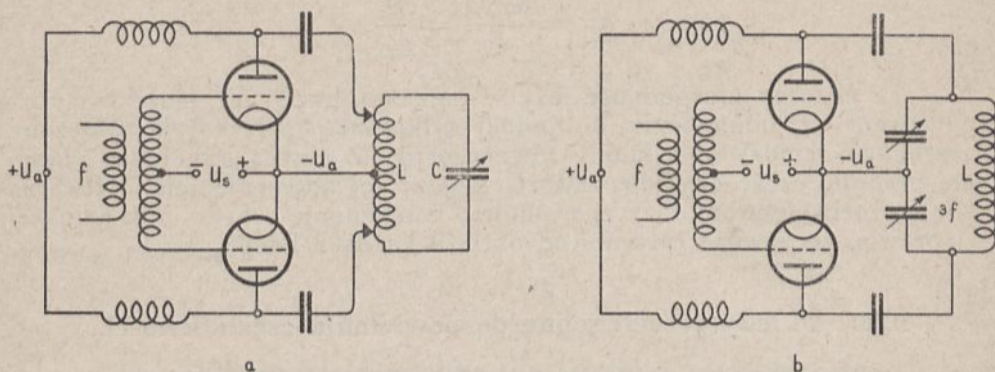 +Uₐ f − Uₛ + −Uₐ L C
a
+Uₐ f − Uₛ + −Uₐ 3f L
b